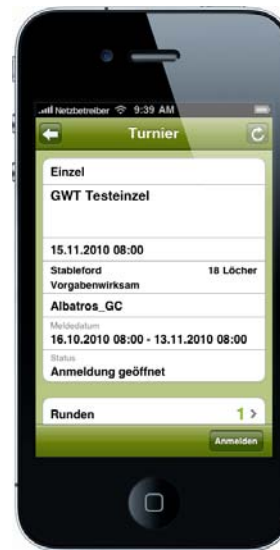 Netzbetreiber 9:39 AM
Turnier
Einzel
GWT Testeinzel
15.11.2010 08:00
Stableford 18 Löcher
Vorgabenwirksam
Albatros_GC
Meldedatum
16.10.2010 08:00 - 13.11.2010 08:00
Status
Anmeldung geöffnet
Runden 1 >
Anmelden